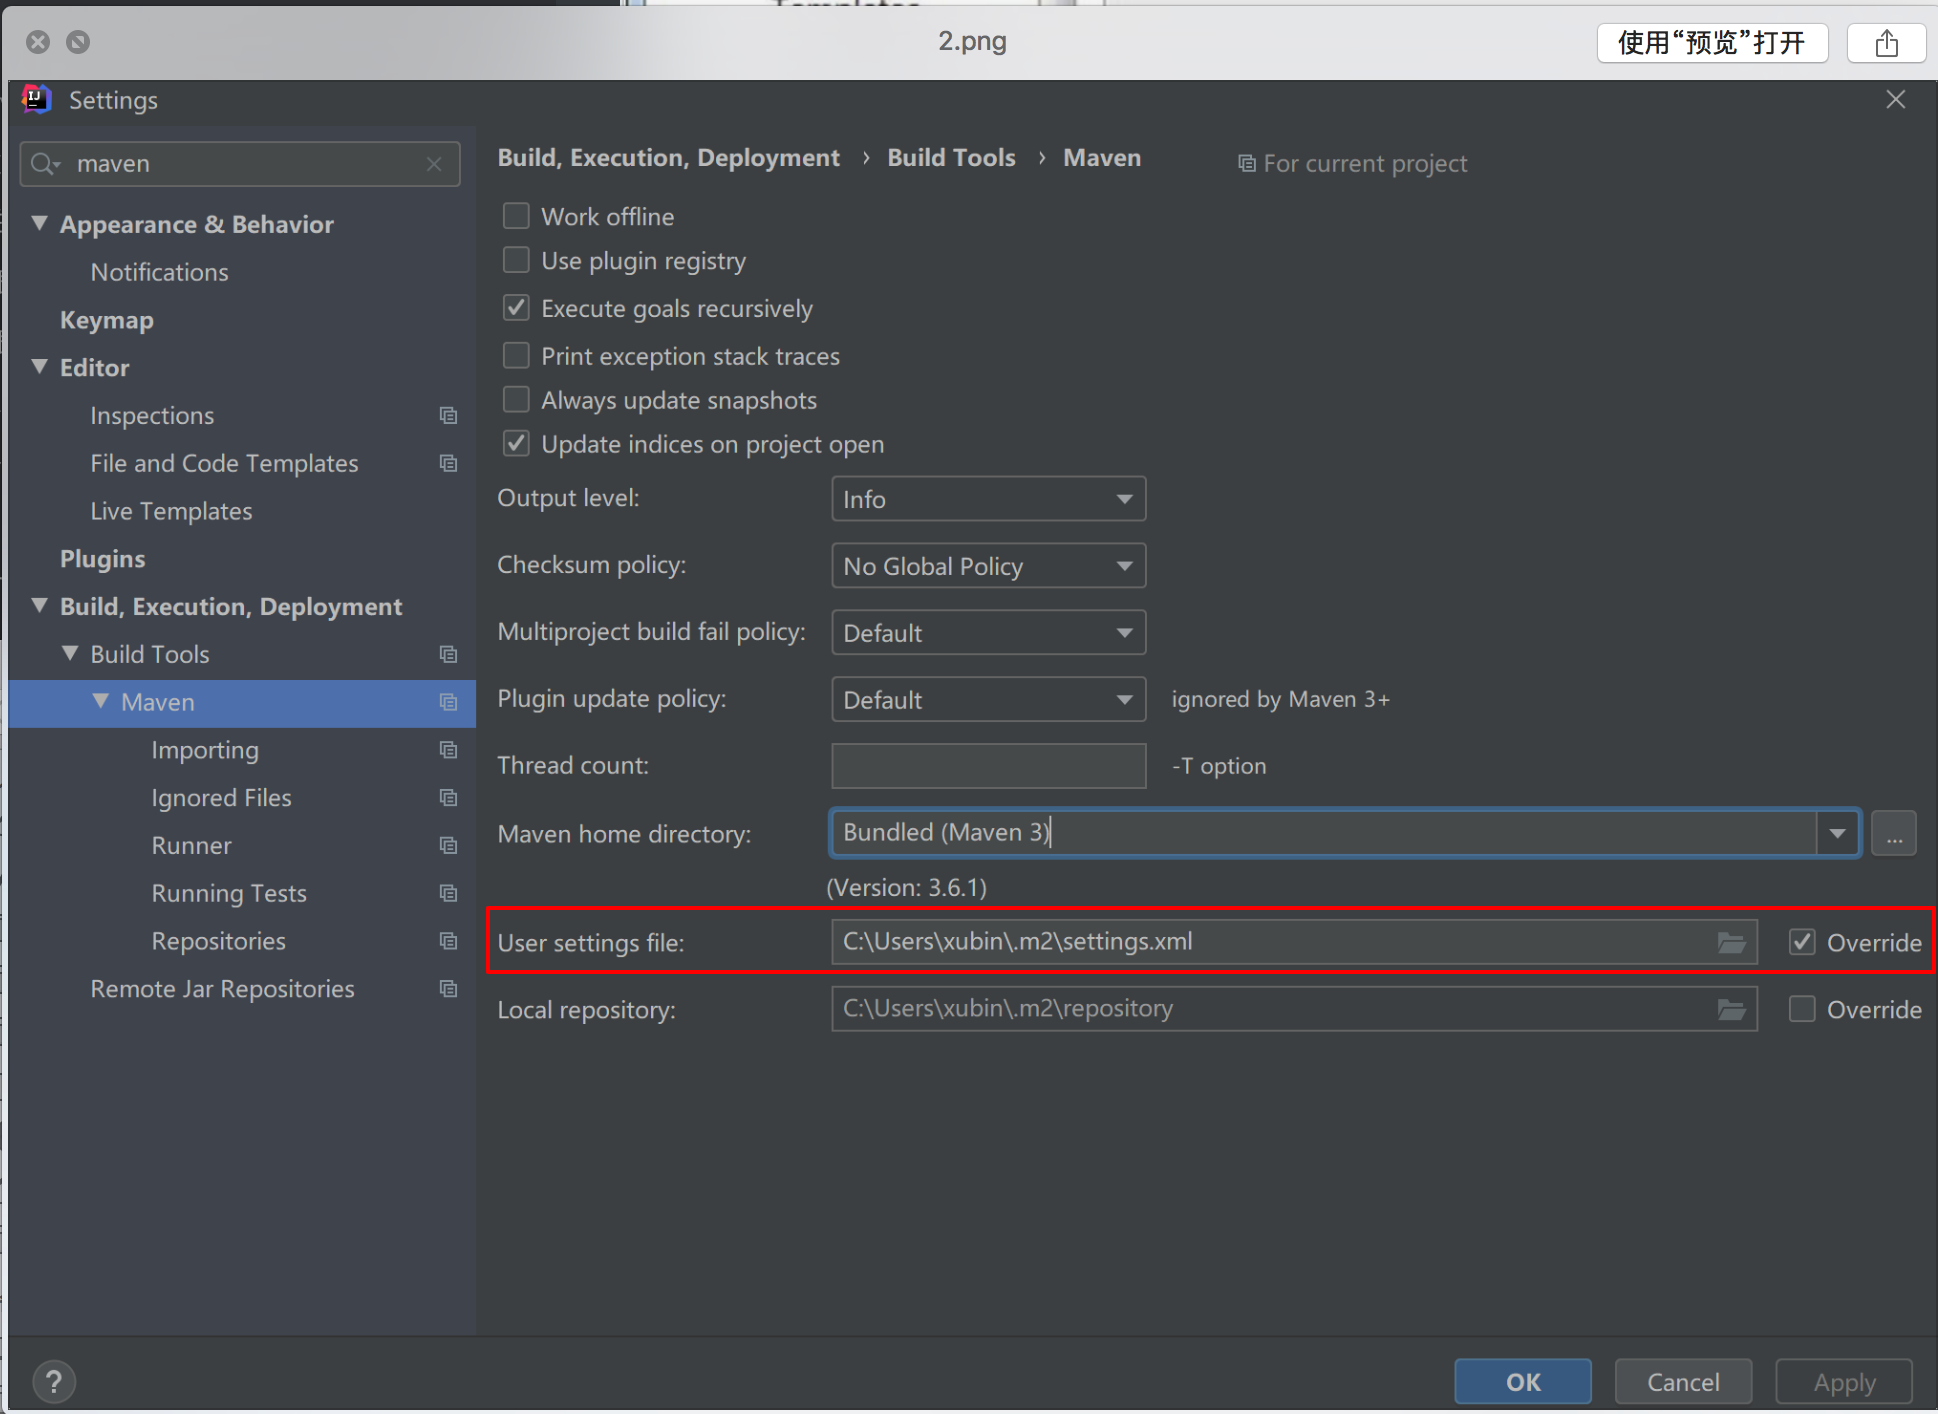 2.png
使用“预览”打开
Settings
maven
Appearance & Behavior
Notifications
Keymap
Editor
Inspections
File and Code Templates
Live Templates
Plugins
Build, Execution, Deployment
Build Tools
Maven
Importing
Ignored Files
Runner
Running Tests
Repositories
Remote Jar Repositories
Build, Execution, Deployment › Build Tools › Maven
For current project
Work offline
Use plugin registry
Execute goals recursively
Print exception stack traces
Always update snapshots
Update indices on project open
Output level: Info
Checksum policy: No Global Policy
Multiproject build fail policy: Default
Plugin update policy: Default ignored by Maven 3+
Thread count: -T option
Maven home directory: Bundled (Maven 3) ...
(Version: 3.6.1)
User settings file: C:\Users\xubin\.m2\settings.xml Override
Local repository: C:\Users\xubin\.m2\repository Override
? OK Cancel Apply